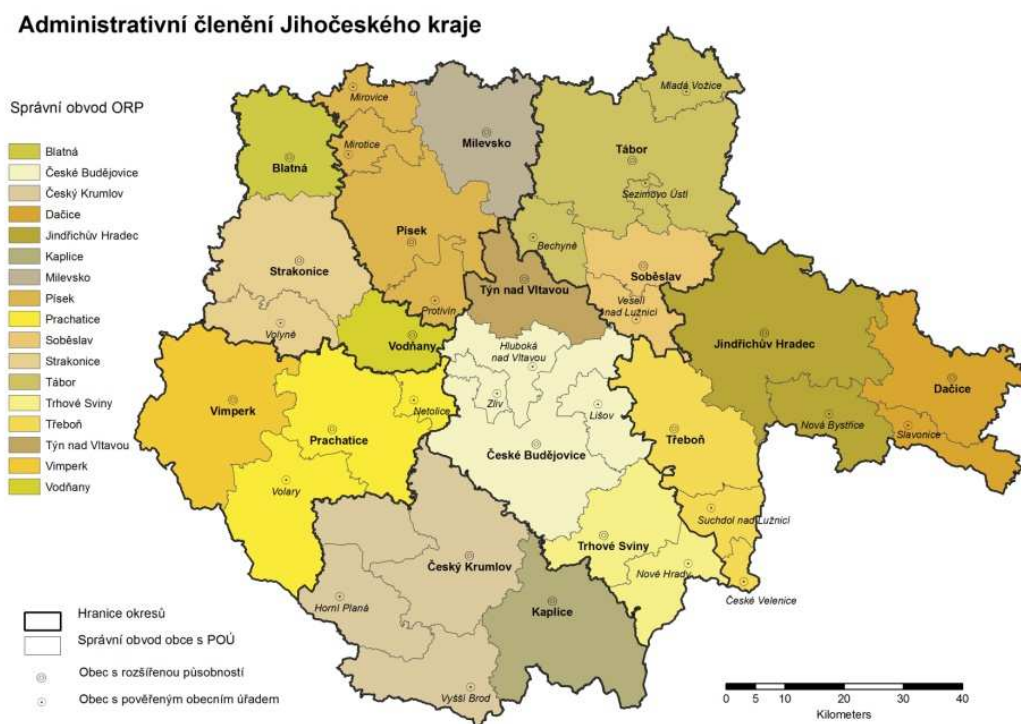 Administrativní členění Jihočeského kraje
Správní obvod ORP
Blatná
České Budějovice
Český Krumlov
Dačice
Jindřichův Hradec
Kaplice
Milevsko
Písek
Prachatice
Soběslav
Strakonice
Tábor
Trhové Sviny
Třeboň
Týn nad Vltavou
Vimperk
Vodňany
Hranice okresů
Správní obvod obce s POÚ
Obec s rozšířenou působností
Obec s pověřeným obecním úřadem
Mirovice
Mladá Vožice
Milevsko
Mirotice
Tábor
Blatná
Sezimovo Ústí
Písek
Bechyně
Strakonice
Soběslav
Týn nad Vltavou
Protivín
Veselí
nad Lužnicí
Volyně
Vodňany
Hluboká
nad Vltavou
Jindřichův Hradec
Dačice
Zliv
Lišov
Vimperk
Netolice
Nová Bystřice
Třeboň
Slavonice
Prachatice
České Budějovice
Volary
Suchdol nad Lužnicí
Trhové Sviny
Český Krumlov
Nové Hrady
České Velenice
Horní Planá
Kaplice
Vyšší Brod
0 5 10 20 30 40
Kilometers